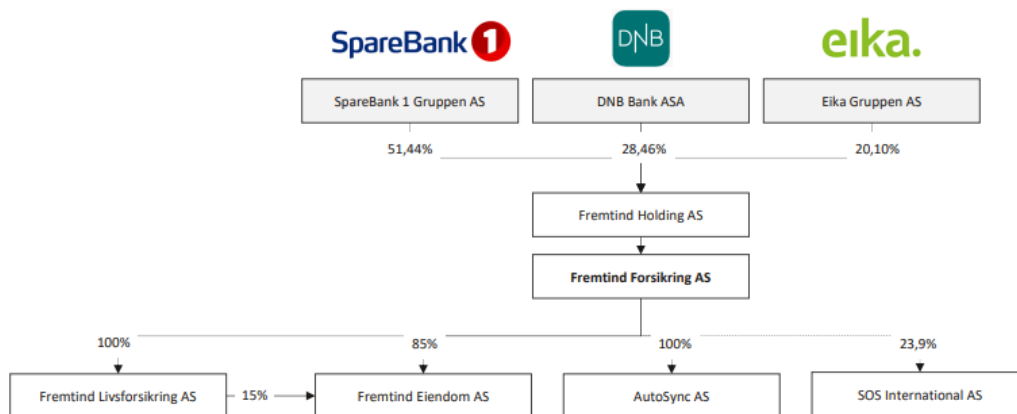 SpareBank 1
DNB
eika.
SpareBank 1 Gruppen AS
DNB Bank ASA
Eika Gruppen AS
51,44%
28,46%
20,10%
Fremtind Holding AS
Fremtind Forsikring AS
100%
85%
100%
23,9%
Fremtind Livsforsikring AS
15%
Fremtind Eiendom AS
AutoSync AS
SOS International AS